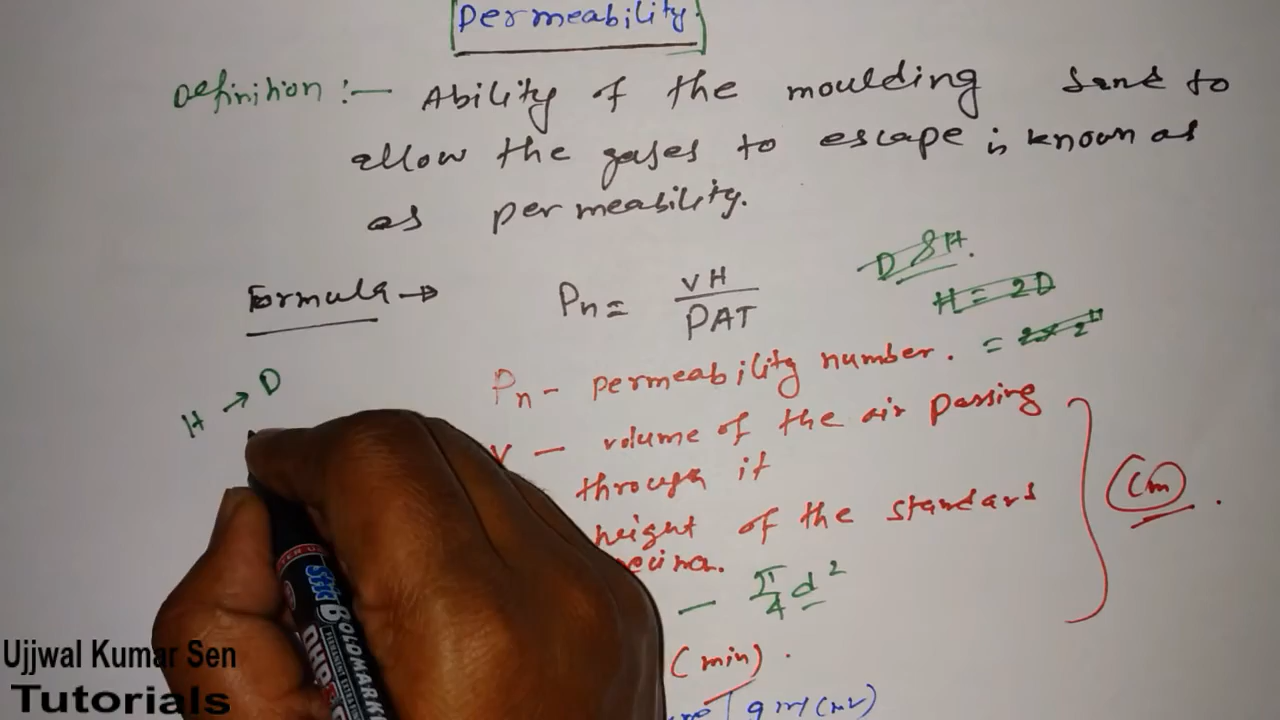 Permeability.
Definition :— Ability of the moulding Sand to
allow the gases to escape is known as
as permeability.
D & H.
H = 2D
Formula → Pn = VH / PAT
Pn - permeability number. =
H → D
V — volume of the air passing
through it
height of the standard
— π/4 d²
(cm).
(min).
gm/cm²
Ujjwal Kumar Sen
Tutorials